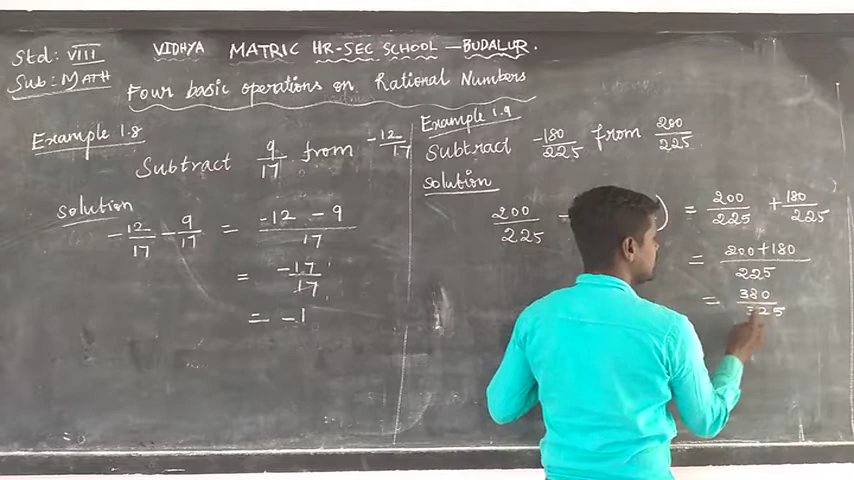 Std: VIII
VIDHYA MATRIC HR-SEC SCHOOL - BUDALUR.
Sub: MATH
Four basic operations on Rational Numbers
Example 1.8
Subtract 9/17 from -12/17
Solution
-12/17 - 9/17 = -12 - 9/17
= -17/17
= -1
Example 1.9
Subtract -180/225 from 200/225
Solution
200/225 - ) = 200/225 + 180/225
= 200+180/225
= 380/325